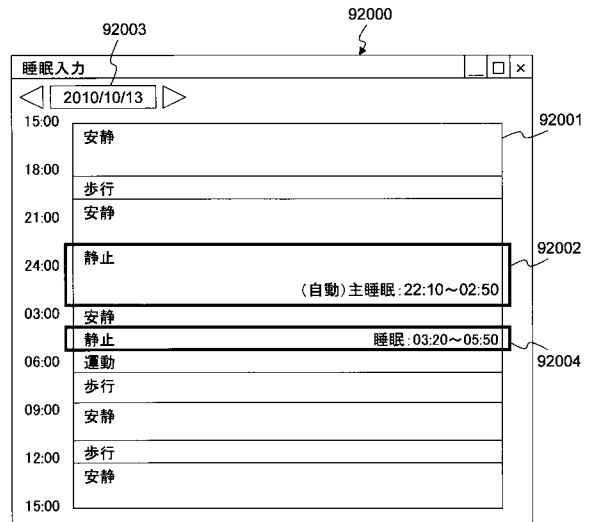 92000
92003
睡眠入力
2010/10/13
15:00
92001
安静
18:00
歩行
21:00
安静
92002
静止
24:00
(自動)主睡眠:22:10～02:50
03:00
安静
静止 睡眠:03:20～05:50
06:00
運動
92004
歩行
09:00
安静
12:00
歩行
安静
15:00